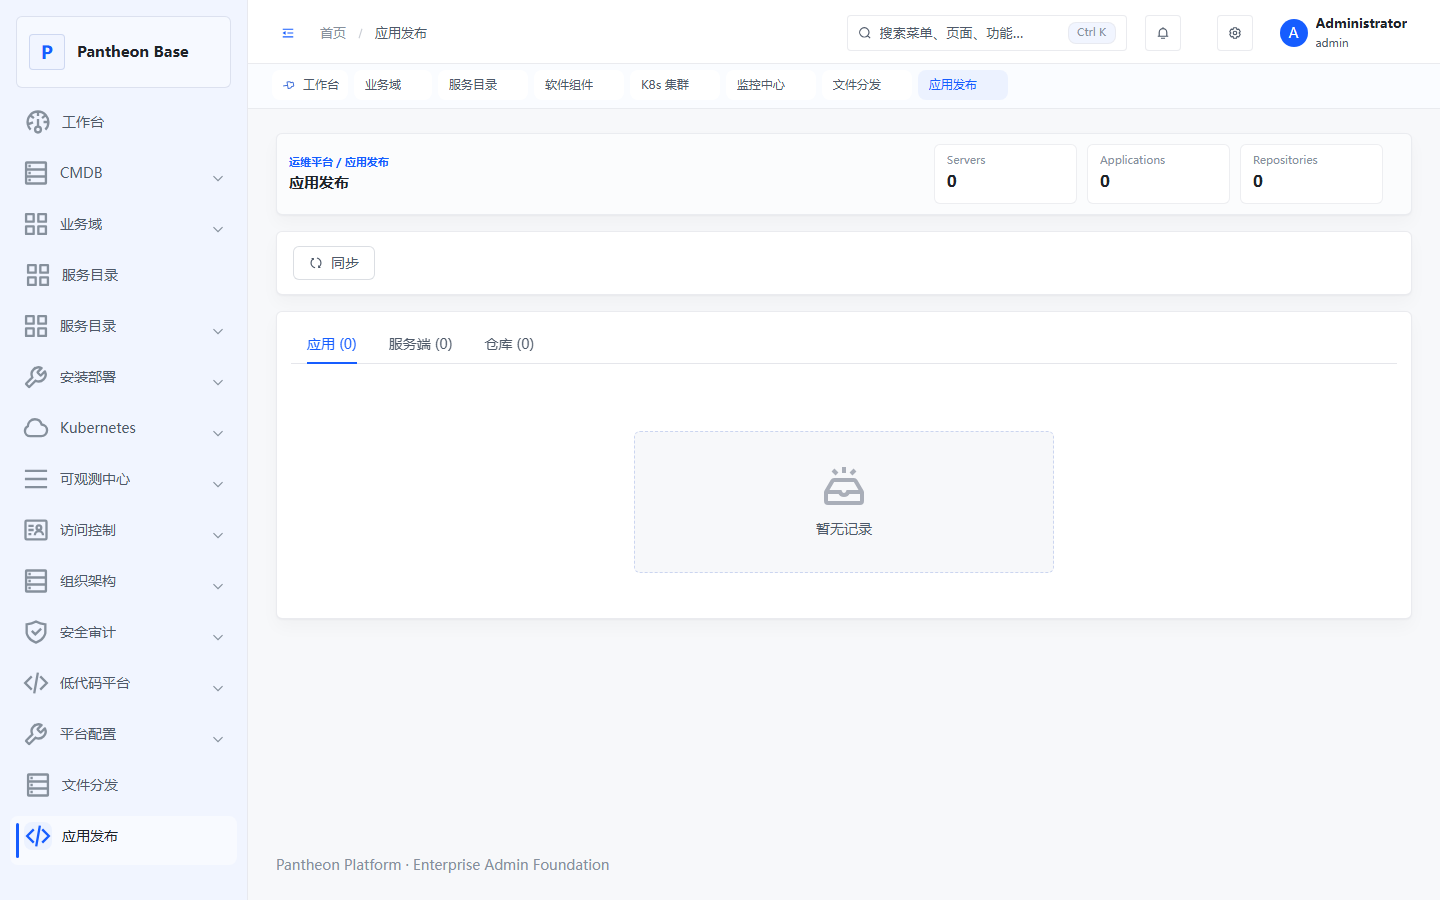 P Pantheon Base
工作台
CMDB
业务域
服务目录
服务目录
安装部署
Kubernetes
可观测中心
访问控制
组织架构
安全审计
低代码平台
平台配置
文件分发
应用发布
首页 / 应用发布
搜索菜单、页面、功能... Ctrl K
A Administrator
admin
工作台 业务域 服务目录 软件组件 K8s 集群 监控中心 文件分发 应用发布
运维平台 / 应用发布
应用发布
Servers
0
Applications
0
Repositories
0
同步
应用 (0) 服务端 (0) 仓库 (0)
暂无记录
Pantheon Platform · Enterprise Admin Foundation